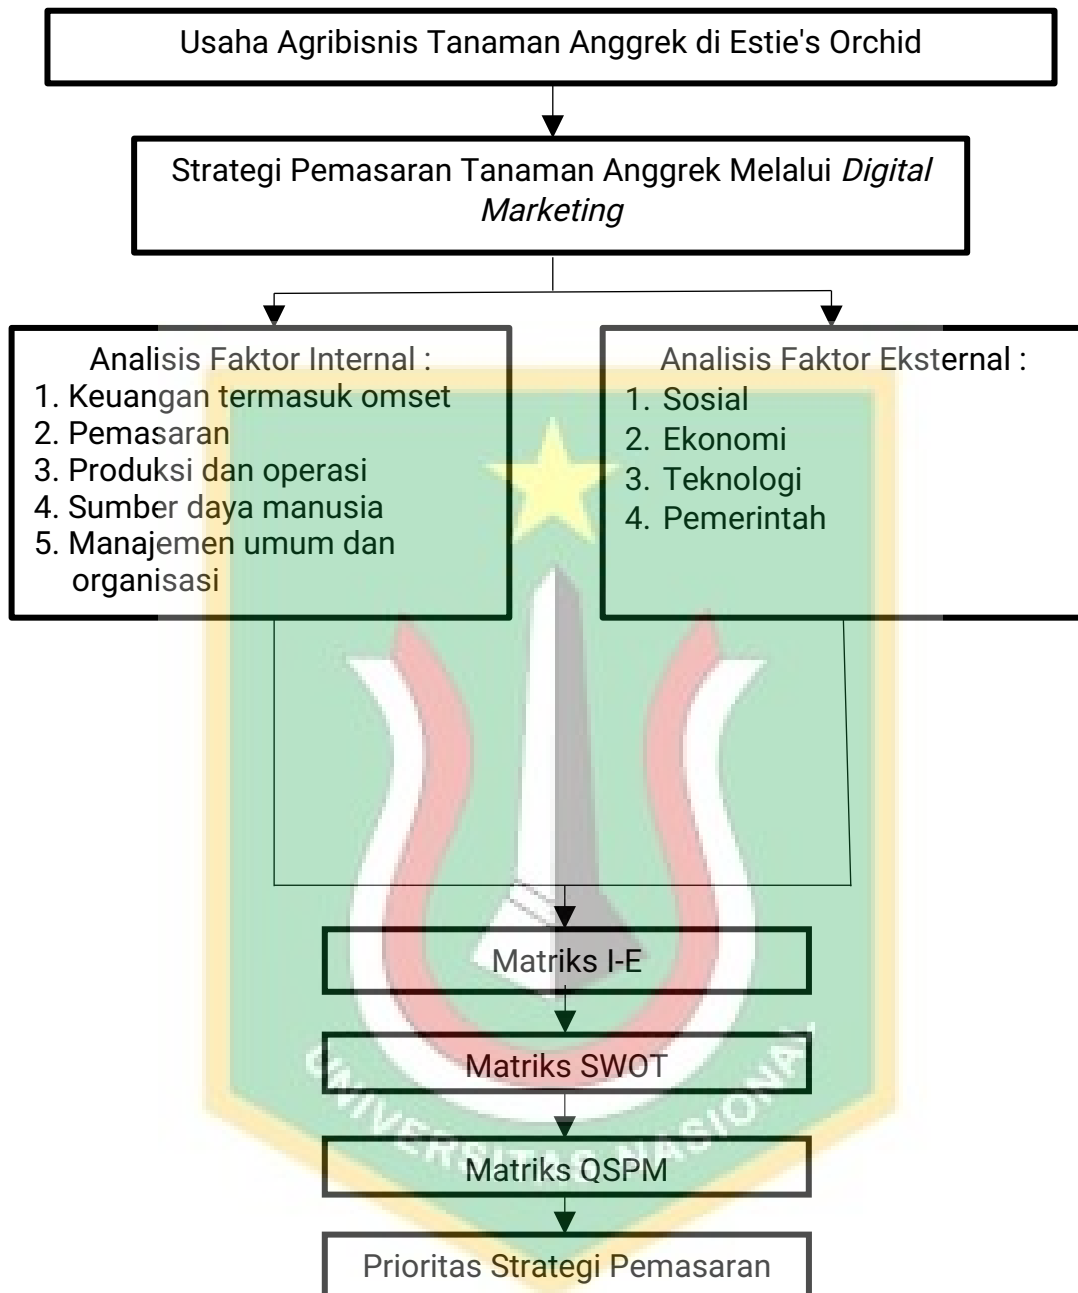 Usaha Agribisnis Tanaman Anggrek di Estie's Orchid
Strategi Pemasaran Tanaman Anggrek Melalui Digital
Marketing
Analisis Faktor Internal :
1. Keuangan termasuk omset
2. Pemasaran
3. Produksi dan operasi
4. Sumber daya manusia
5. Manajemen umum dan
organisasi
Analisis Faktor Eksternal :
1. Sosial
2. Ekonomi
3. Teknologi
4. Pemerintah
Matriks I-E
Matriks SWOT
Matriks QSPM
Prioritas Strategi Pemasaran
UNIVERSITAS NASIONAL